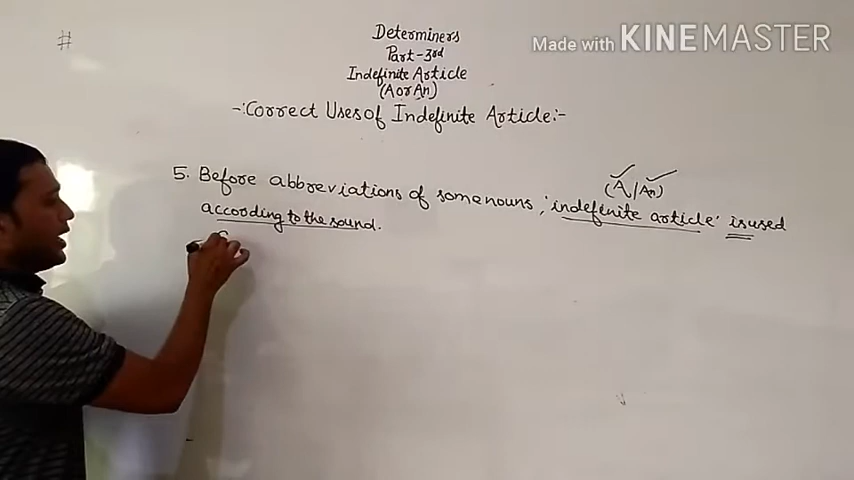 #
Determiners
Part-3rd
Indefinite Article
(A or An)
-:Correct Uses of Indefinite Article:-
Made with KINEMASTER
(A/An)
5. Before abbreviations of some nouns; 'indefinite article' is used
according to the sound.